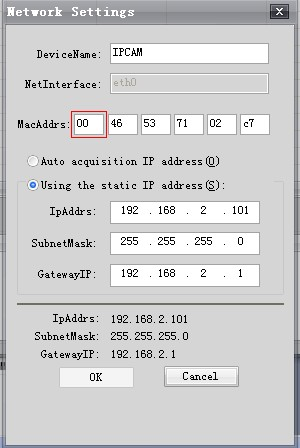 Network Settings
DeviceName: IPCAM
NetInterface: eth0
MacAddrs: 00 46 53 71 02 c7
Auto acquisition IP address(O)
Using the static IP address(S):
IpAddrs: 192 . 168 . 2 . 101
SubnetMask: 255 . 255 . 255 . 0
GatewayIP: 192 . 168 . 2 . 1
IpAddrs: 192.168.2.101
SubnetMask: 255.255.255.0
GatewayIP: 192.168.2.1
OK Cancel